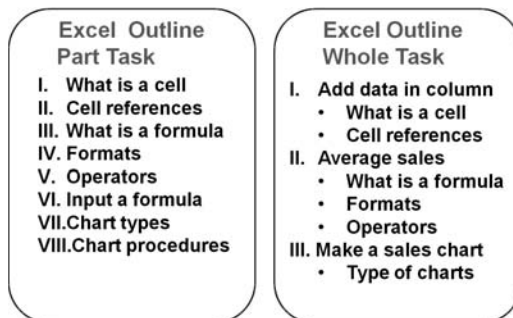 Excel Outline
Part Task
I. What is a cell
II. Cell references
III. What is a formula
IV. Formats
V. Operators
VI. Input a formula
VII.Chart types
VIII.Chart procedures
Excel Outline
Whole Task
I. Add data in column
• What is a cell
• Cell references
II. Average sales
• What is a formula
• Formats
• Operators
III. Make a sales chart
• Type of charts